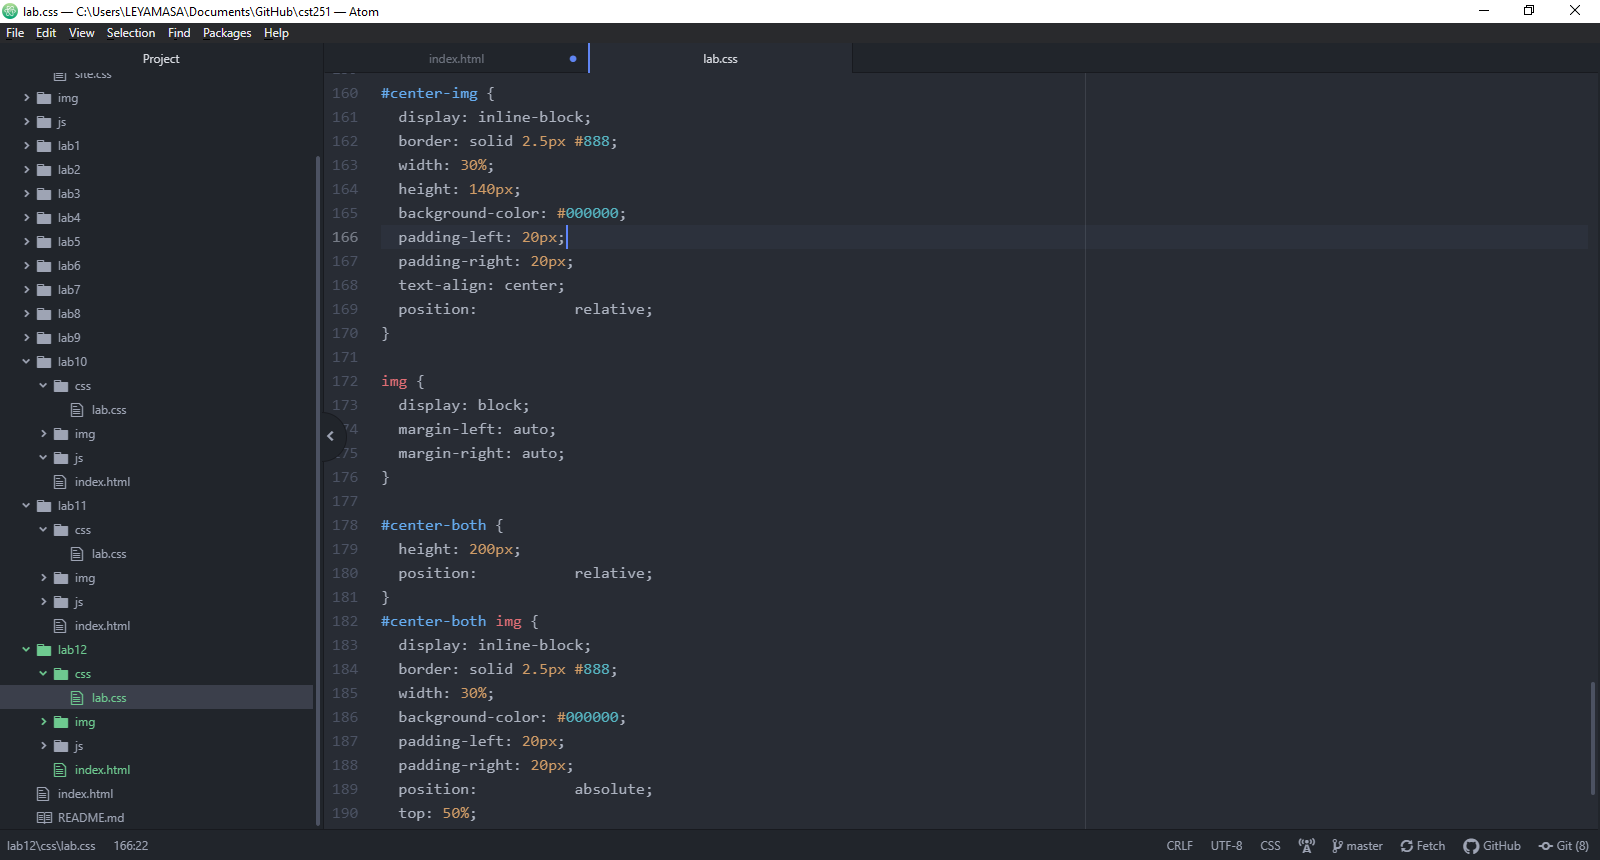 lab.css — C:\Users\LEYAMASA\Documents\GitHub\cst251 — Atom
File Edit View Selection Find Packages Help
Project
index.html
lab.css
site.css
img
js
lab1
lab2
lab3
lab4
lab5
lab6
lab7
lab8
lab9
lab10
css
lab.css
img
js
index.html
lab11
css
lab.css
img
js
index.html
lab12
css
lab.css
img
js
index.html
index.html
README.md
160 #center-img {
161 display: inline-block;
162 border: solid 2.5px #888;
163 width: 30%;
164 height: 140px;
165 background-color: #000000;
166 padding-left: 20px;
167 padding-right: 20px;
168 text-align: center;
169 position: relative;
170 }
171
172 img {
173 display: block;
74 margin-left: auto;
75 margin-right: auto;
176 }
177
178 #center-both {
179 height: 200px;
180 position: relative;
181 }
182 #center-both img {
183 display: inline-block;
184 border: solid 2.5px #888;
185 width: 30%;
186 background-color: #000000;
187 padding-left: 20px;
188 padding-right: 20px;
189 position: absolute;
190 top: 50%;
lab12\css\lab.css 166:22
CRLF UTF-8 CSS master Fetch GitHub Git (8)